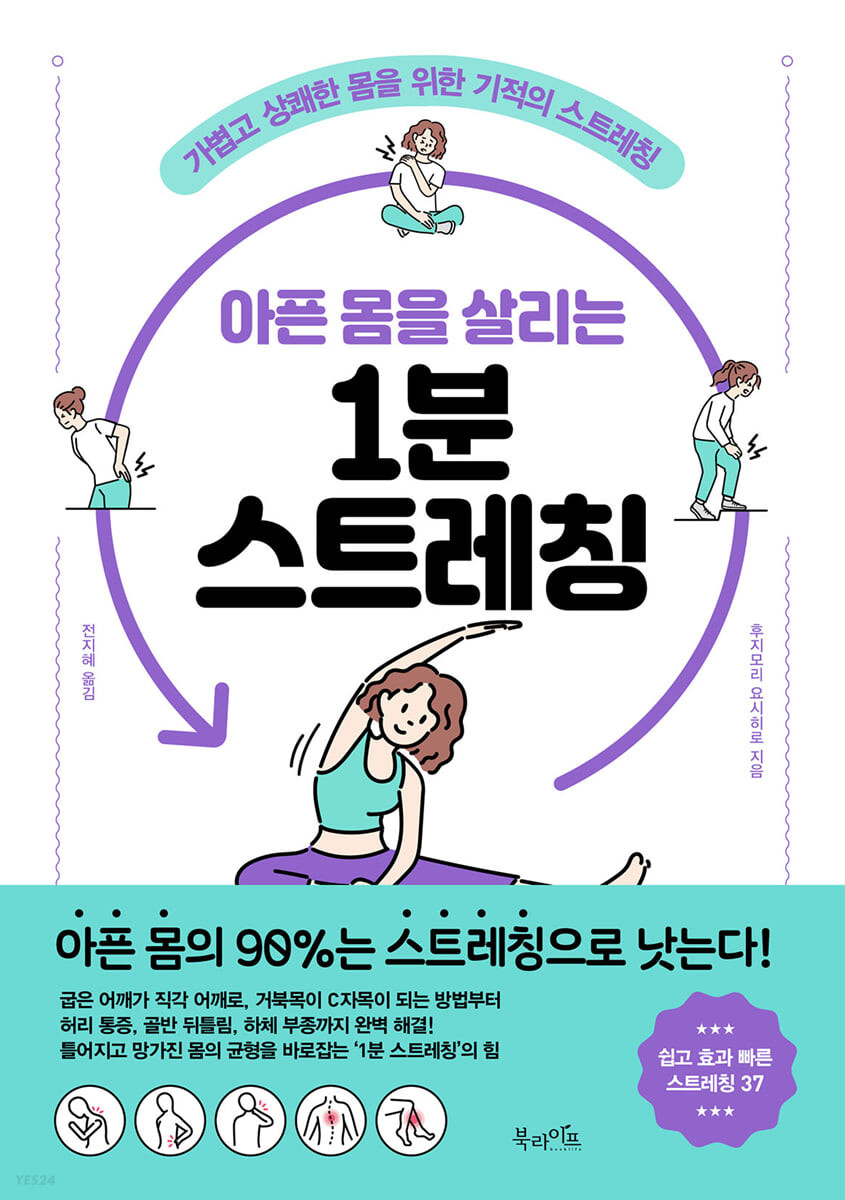 가볍고 상쾌한 몸을 위한 기적의 스트레칭
아픈 몸을 살리는
1분
스트레칭
전지혜 옮김
후지모리 요시히로 지음
아픈 몸의 90%는 스트레칭으로 낫는다!
굽은 어깨가 직각 어깨로, 거북목이 C자목이 되는 방법부터
허리 통증, 골반 뒤틀림, 하체 부종까지 완벽 해결!
틀어지고 망가진 몸의 균형을 바로잡는 ‘1분 스트레칭’의 힘
★★★
쉽고 효과 빠른
스트레칭 37
★★★
북라이프
booklife
YES24